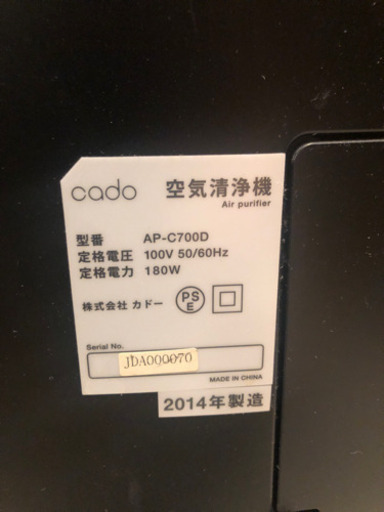 cado 空気清浄機
Air purifier
型番 AP-C700D
定格電圧 100V 50/60Hz
定格電力 180W
株式会社 カドー PSE
Serial No.
JDA000070
MADE IN CHINA
2014年製造